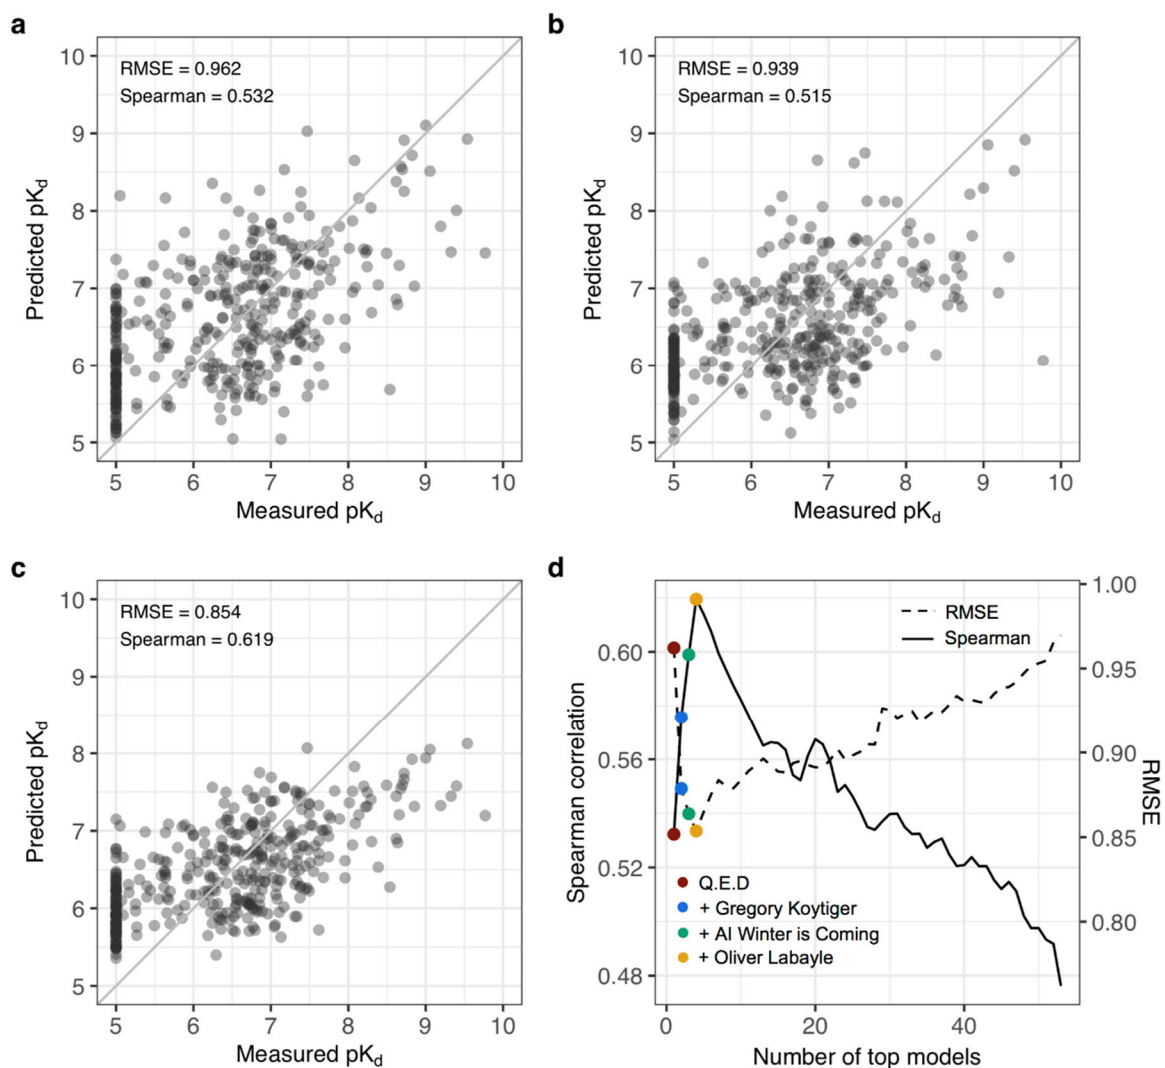 a
RMSE = 0.962
Spearman = 0.532
10
9
8
7
6
5
Predicted pKd
5 6 7 8 9 10
Measured pKd
b
RMSE = 0.939
Spearman = 0.515
10
9
8
7
6
5
Predicted pKd
5 6 7 8 9 10
Measured pKd
c
RMSE = 0.854
Spearman = 0.619
10
9
8
7
6
5
Predicted pKd
5 6 7 8 9 10
Measured pKd
d
RMSE
Spearman
0.60
0.56
0.52
0.48
Spearman correlation
1.00
0.95
0.90
0.85
0.80
RMSE
Q.E.D
+ Gregory Koytiger
+ AI Winter is Coming
+ Oliver Labayle
0 20 40
Number of top models